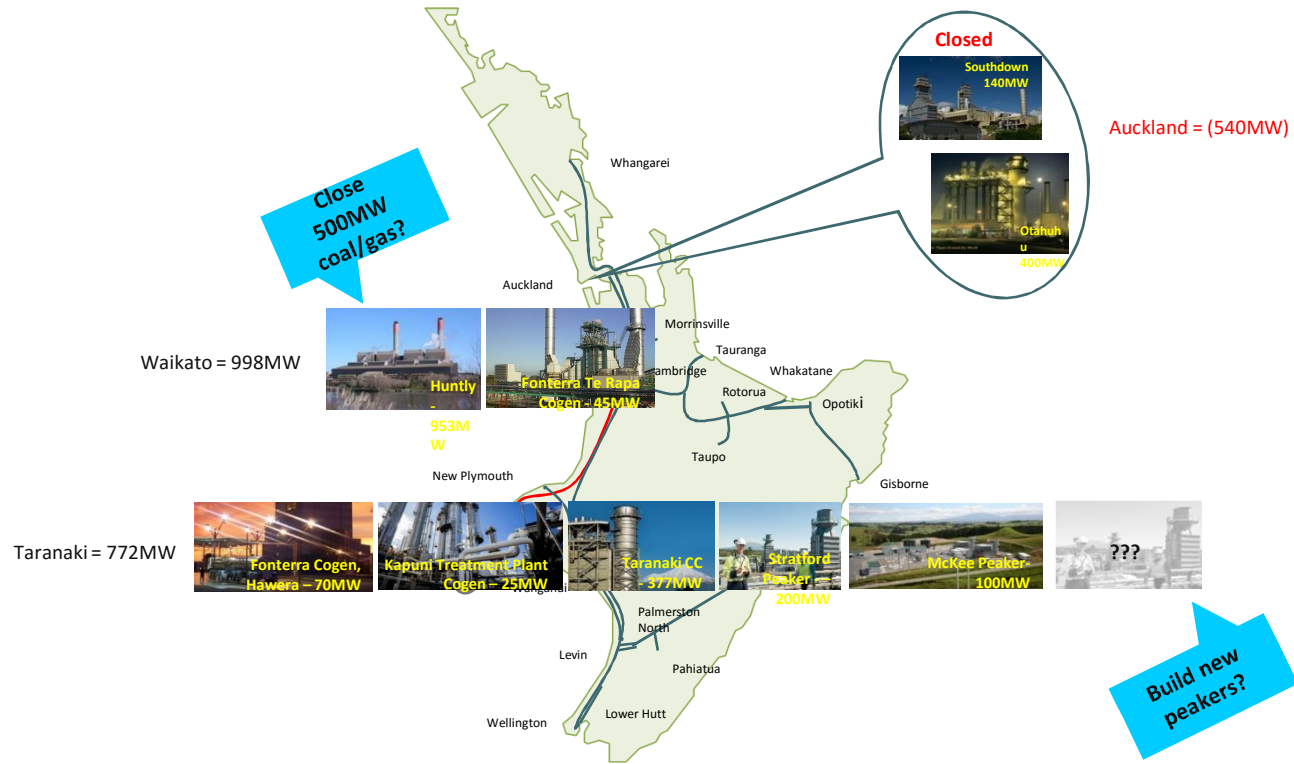 Closed
Southdown
140MW
Auckland = (540MW)
Otahuh
u
400MW
Whangarei
Close
500MW
coal/gas?
Auckland
Morrinsville
Tauranga
Waikato = 998MW
ambridge
Whakatane
Huntly
-
953M
W
Fonterra Te Rapa
Cogen - 45MW
Rotorua
Opotiki
Taupo
New Plymouth
Gisborne
Taranaki = 772MW
Fonterra Cogen,
Hawera – 70MW
Kapuni Treatment Plant
Cogen – 25MW
Taranaki CC
- 377MW
Stratford
Peaker –
200MW
McKee Peaker-
100MW
???
Palmerston
North
Levin
Pahiatua
Build new
peakers?
Lower Hutt
Wellington